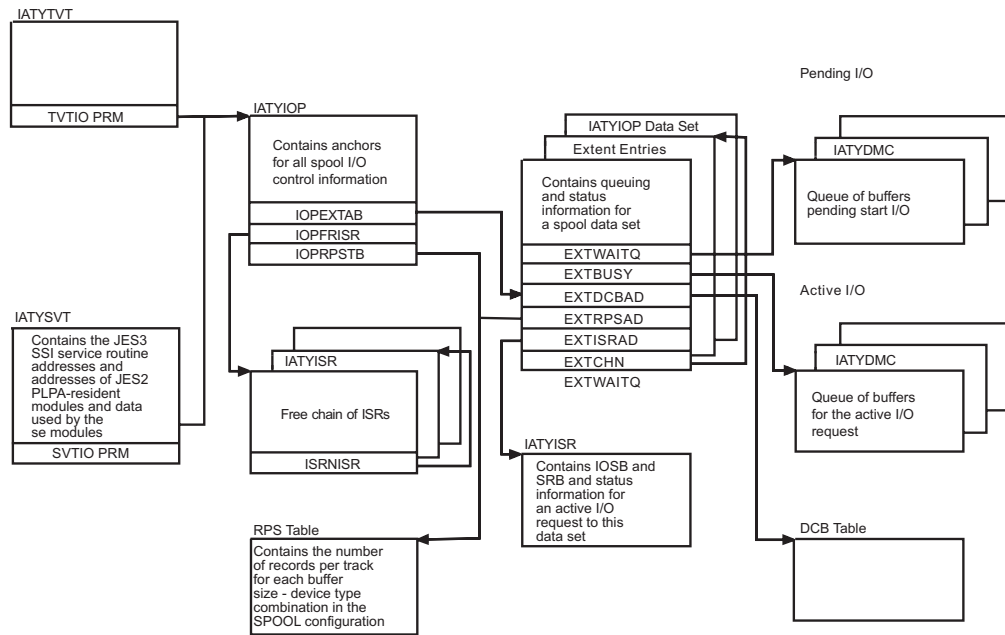 IATYTVT
TVTIO PRM
IATYSVT
Contains the JES3
SSI service routine
addresses and
addresses of JES2
PLPA-resident
modules and data
used by the
se modules
SVTIO PRM
IATYIOP
Contains anchors
for all spool I/O
control information
IOPEXTAB
IOPFRISR
IOPRPSTB
IATYISR
Free chain of ISRs
ISRNISR
RPS Table
Contains the number
of records per track
for each buffer
size - device type
combination in the
SPOOL configuration
IATYIOP Data Set
Extent Entries
Contains queuing
and status
information for
a spool data set
EXTWAITQ
EXTBUSY
EXTDCBAD
EXTRPSAD
EXTISRAD
EXTCHN
EXTWAITQ
IATYISR
Contains IOSB and
SRB and status
information for
an active I/O
request to this
data set
Pending I/O
IATYDMC
Queue of buffers
pending start I/O
Active I/O
IATYDMC
Queue of buffers
for the active I/O
request
DCB Table